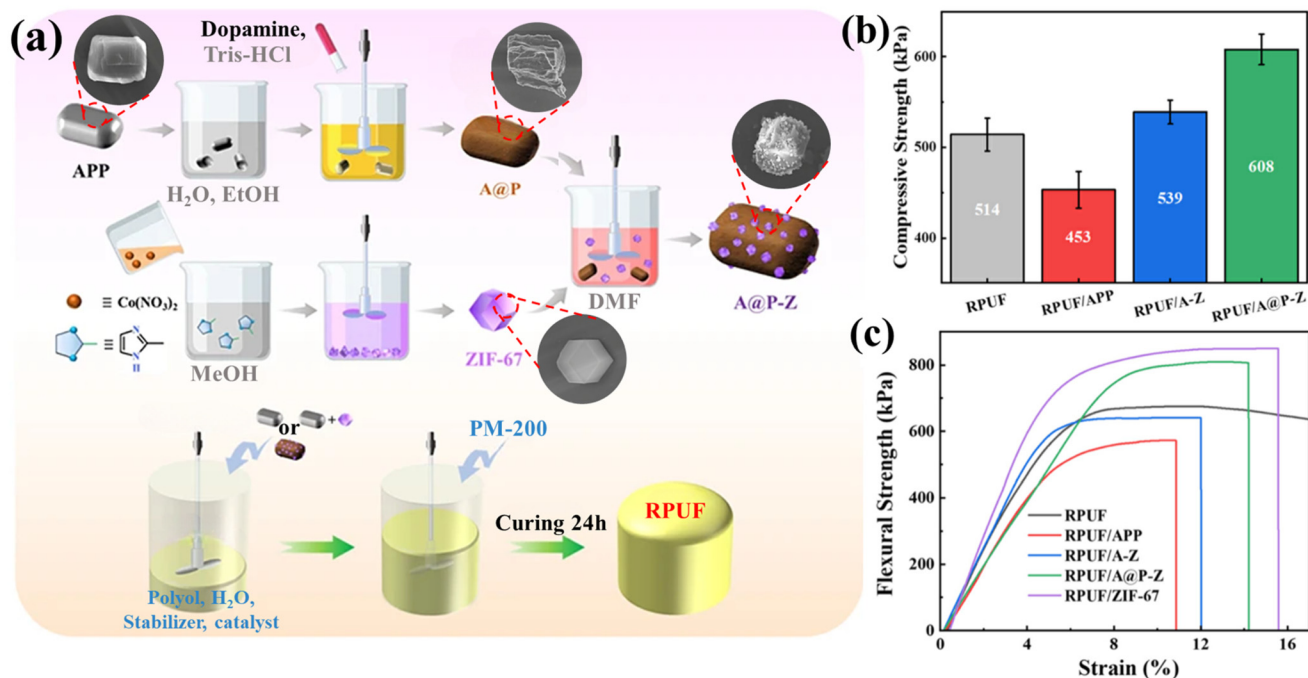 (a)
Dopamine,
Tris-HCl
APP
H₂O, EtOH
A@P
≡ Co(NO₃)₂
≡
N
N
H
MeOH
ZIF-67
DMF
A@P-Z
or
+
PM-200
Polyol, H₂O,
Stabilizer, catalyst
Curing 24h
RPUF
(b)
Compressive Strength (kPa)
600
500
400
514
453
539
608
RPUF
RPUF/APP
RPUF/A-Z
RPUF/A@P-Z
(c)
Flexural Strength (kPa)
800
600
400
200
0
RPUF
RPUF/APP
RPUF/A-Z
RPUF/A@P-Z
RPUF/ZIF-67
0 4 8 12 16
Strain (%)